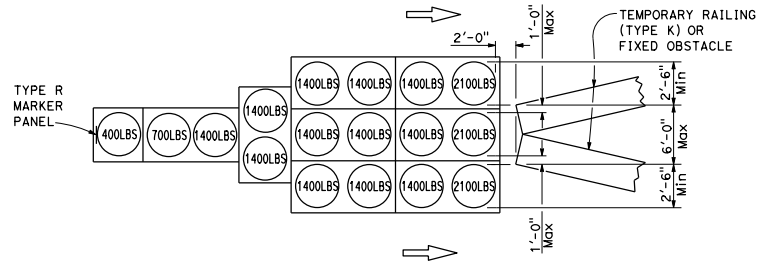 TEMPORARY RAILING
(TYPE K) OR
FIXED OBSTACLE
2'-0"
1'-0"
Max
TYPE R
MARKER
PANEL
400LBS
700LBS
1400LBS
1400LBS
1400LBS
1400LBS
1400LBS
1400LBS
2100LBS
1400LBS
1400LBS
1400LBS
2100LBS
1400LBS
1400LBS
1400LBS
2100LBS
2'-6"
Min
6'-0"
Max
2'-6"
Min
1'-0"
Max